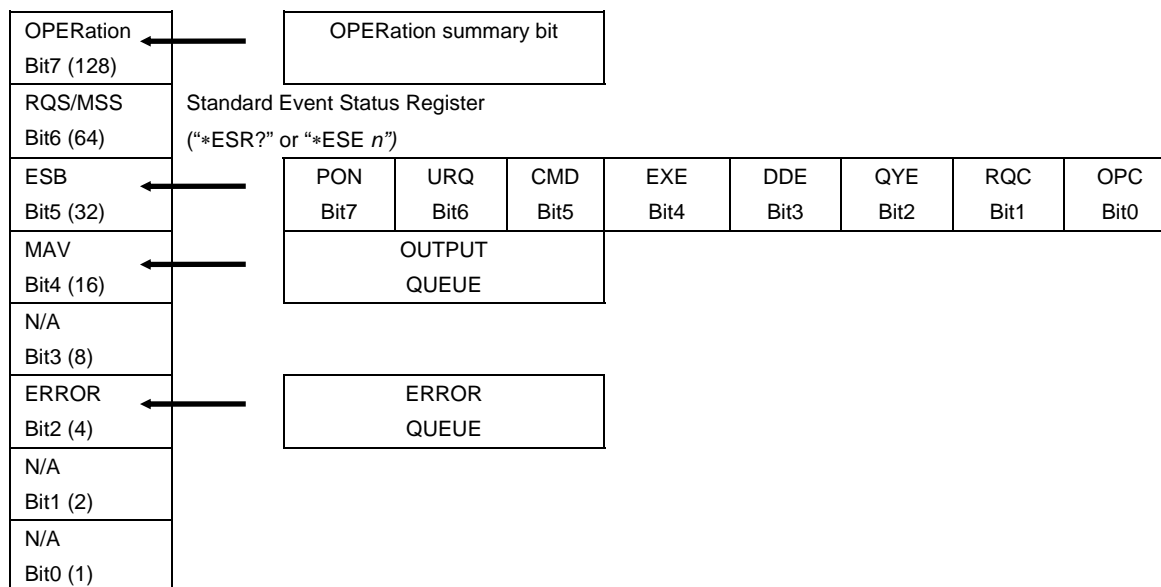 OPERation OPERation summary bit
Bit7 (128)
RQS/MSS Standard Event Status Register
Bit6 (64) (“∗ESR?” or “∗ESE n”)
ESB PON URQ CMD EXE DDE QYE RQC OPC
Bit5 (32) Bit7 Bit6 Bit5 Bit4 Bit3 Bit2 Bit1 Bit0
MAV OUTPUT
Bit4 (16) QUEUE
N/A
Bit3 (8)
ERROR ERROR
Bit2 (4) QUEUE
N/A
Bit1 (2)
N/A
Bit0 (1)